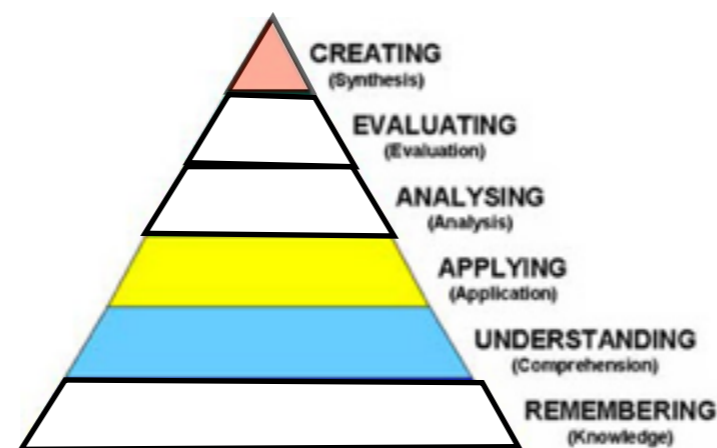 CREATING
(Synthesis)
EVALUATING
(Evaluation)
ANALYSING
(Analysis)
APPLYING
(Application)
UNDERSTANDING
(Comprehension)
REMEMBERING
(Knowledge)